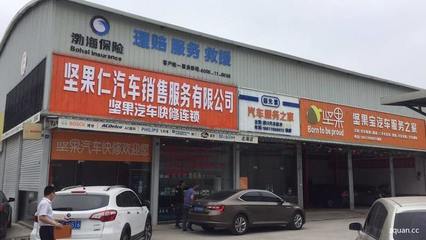 渤海保险
Bohai Insurance
理赔 服务 救援
坚果仁汽车销售服务有限公司
坚果汽车快修连锁
汽车服务之家
坚果
Born to be proud
坚果宝汽车服务之家
BOSCH
ACDelco
PHILIPS
坚果汽车快修欢迎您
zquan.cc